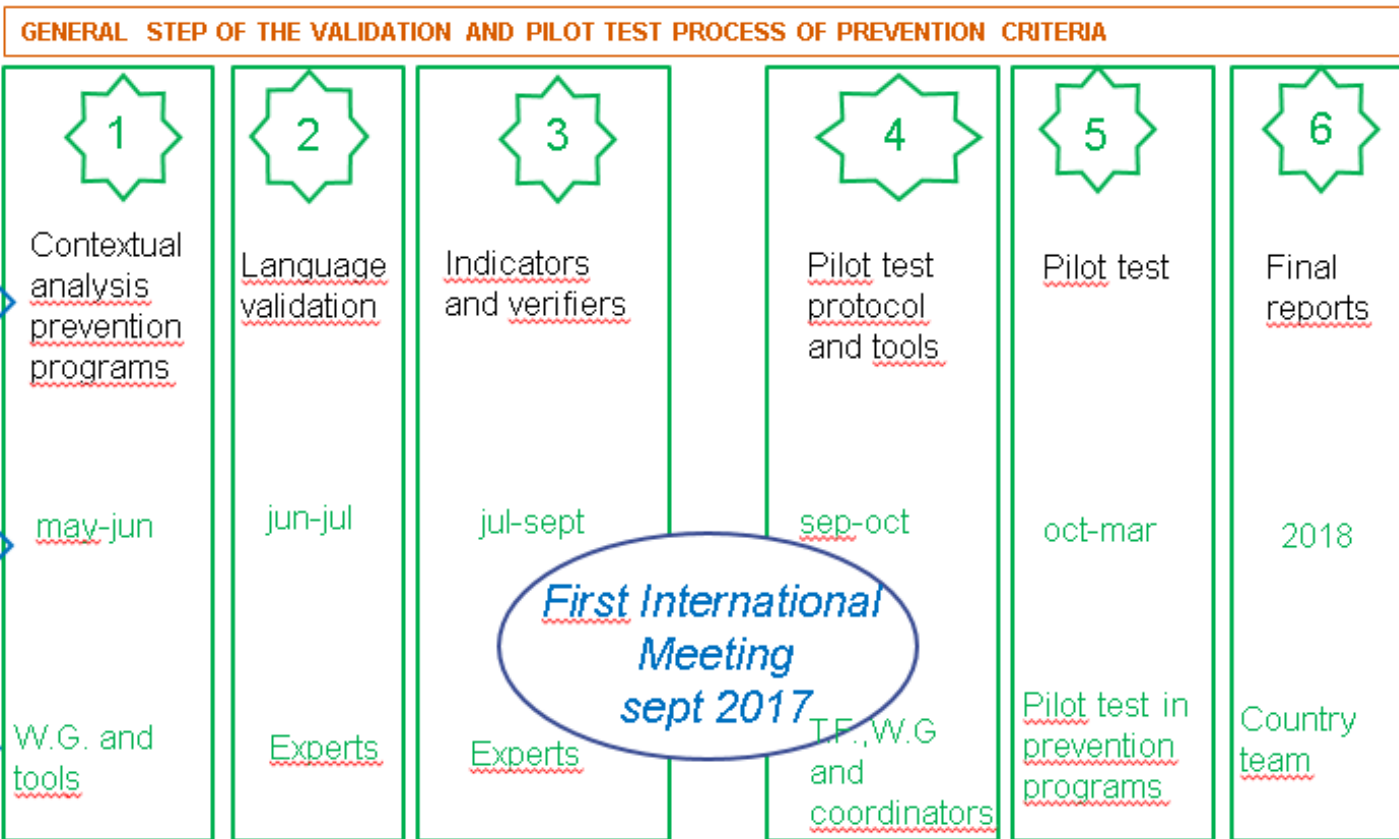 GENERAL STEP OF THE VALIDATION AND PILOT TEST PROCESS OF PREVENTION CRITERIA
1
Contextual
analysis
prevention
programs
may-jun
W.G. and
tools
2
Language
validation
jun-jul
Experts
3
Indicators
and verifiers
jul-sept
Experts
First International
Meeting
sept 2017
4
Pilot test
protocol
and tools
sep-oct
T.F.,W.G
and
coordinators
5
Pilot test
oct-mar
Pilot test in
prevention
programs
6
Final
reports
2018
Country
team